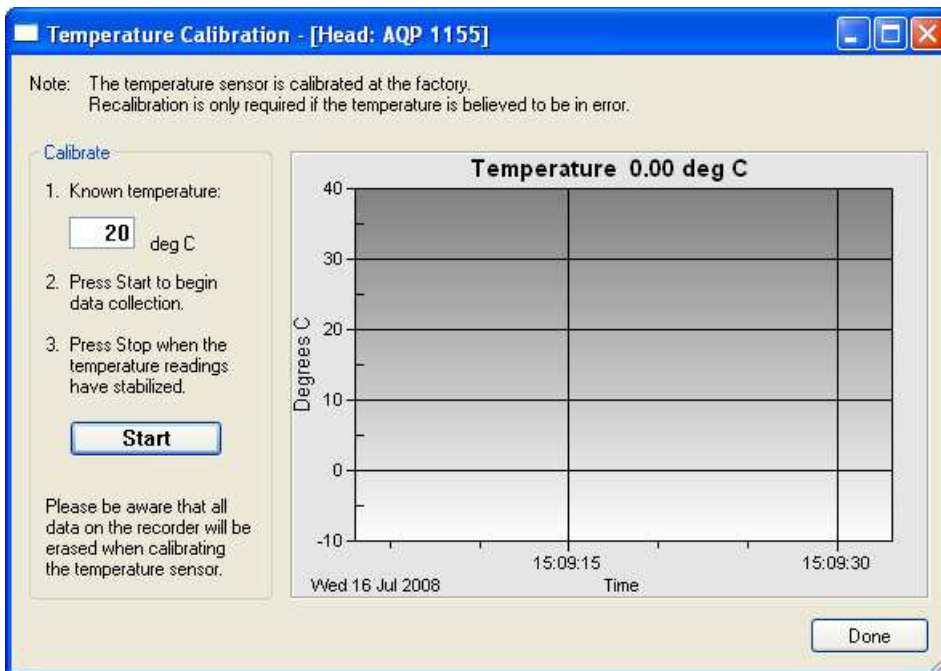 Temperature Calibration - [Head: AQP 1155]
Note: The temperature sensor is calibrated at the factory.
Recalibration is only required if the temperature is believed to be in error.
Calibrate
1. Known temperature:
20 deg C
2. Press Start to begin
data collection.
3. Press Stop when the
temperature readings
have stabilized.
Start
Please be aware that all
data on the recorder will be
erased when calibrating
the temperature sensor.
Temperature 0.00 deg C
Degrees C
40
30
20
10
0
-10
15:09:15 15:09:30
Wed 16 Jul 2008 Time
Done